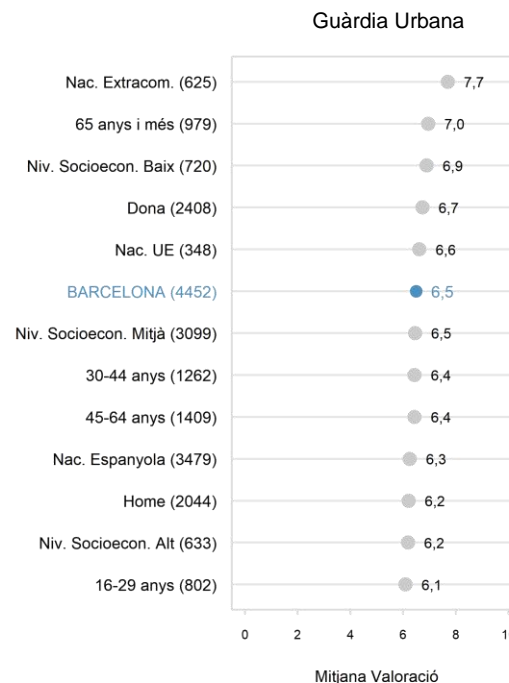 Guàrdia Urbana
Nac. Extracom. (625) 7,7
65 anys i més (979) 7,0
Niv. Socioecon. Baix (720) 6,9
Dona (2408) 6,7
Nac. UE (348) 6,6
BARCELONA (4452) 6,5
Niv. Socioecon. Mitjà (3099) 6,5
30-44 anys (1262) 6,4
45-64 anys (1409) 6,4
Nac. Espanyola (3479) 6,3
Home (2044) 6,2
Niv. Socioecon. Alt (633) 6,2
16-29 anys (802) 6,1
0 2 4 6 8
Mitjana Valoració